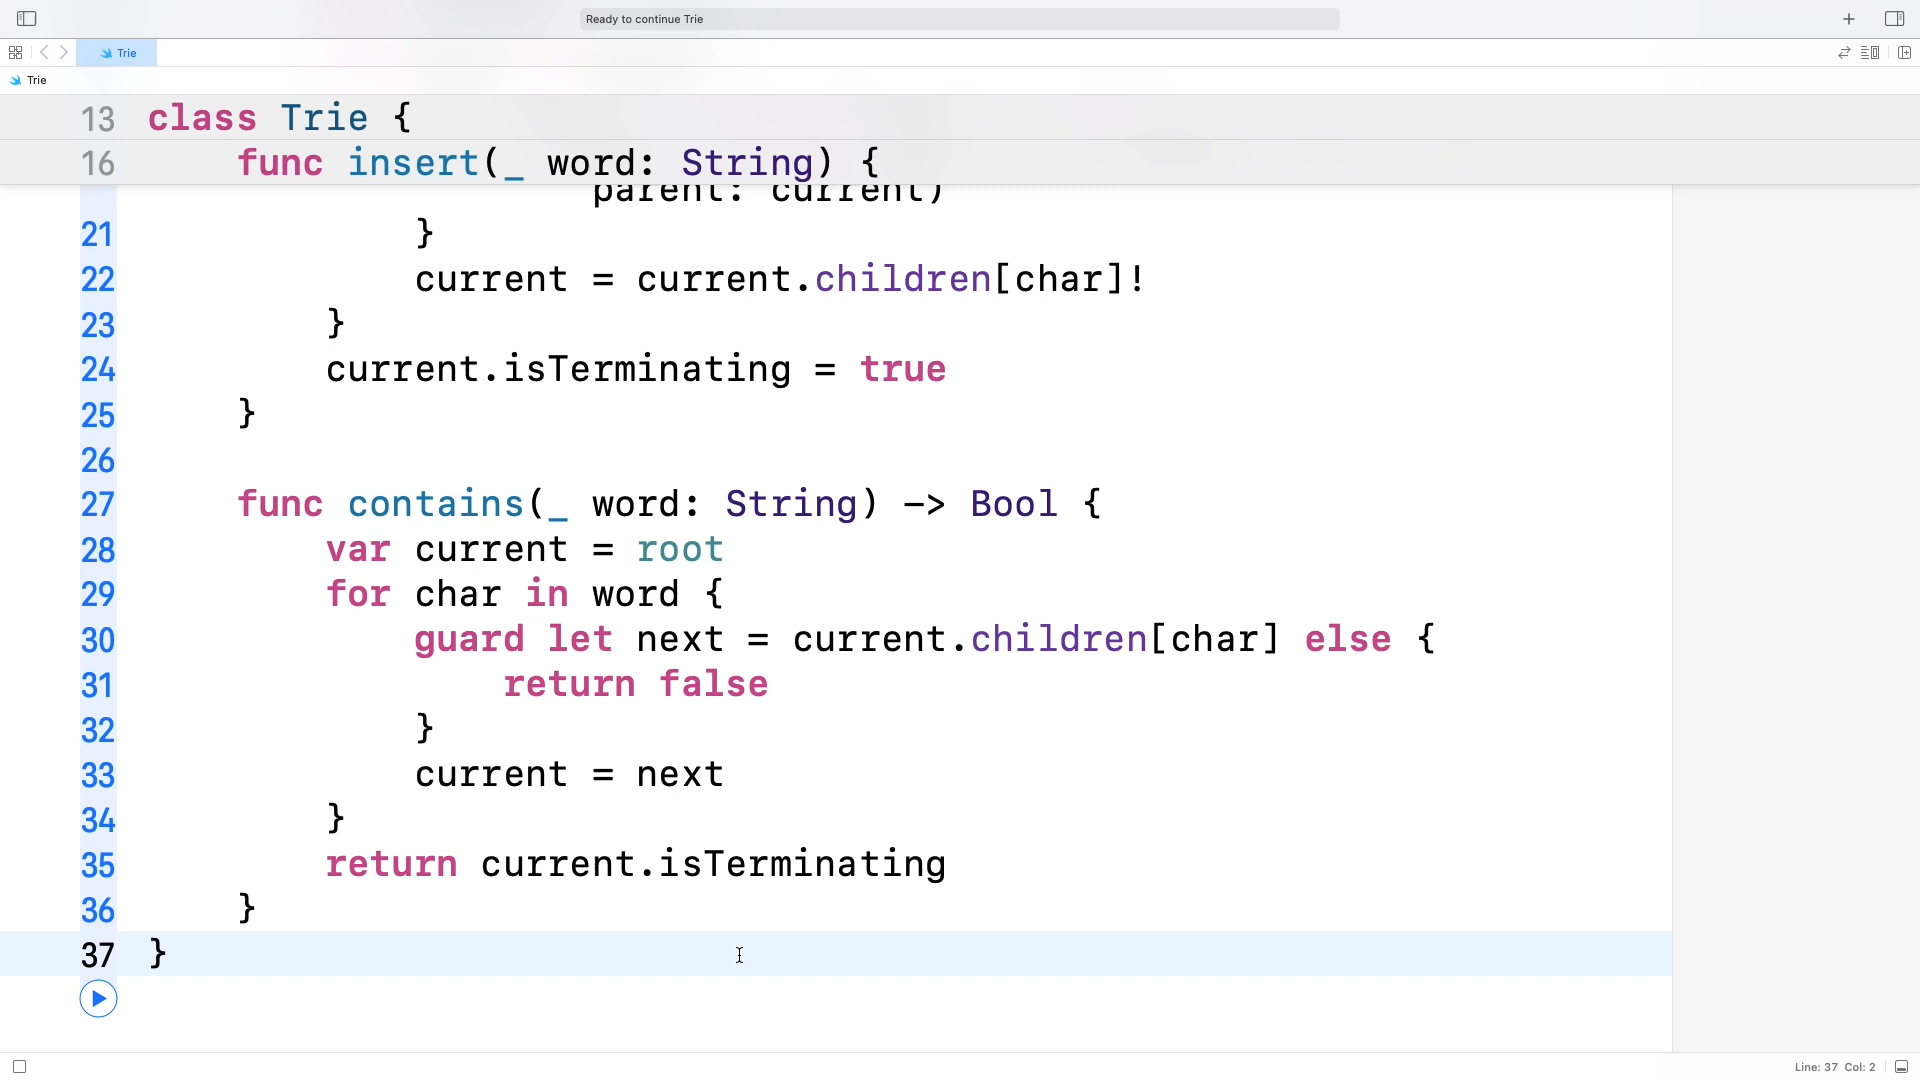 Ready to continue Trie
Trie
Trie
13 class Trie {
16 func insert(_ word: String) {
parent: current)
21 }
22 current = current.children[char]!
23 }
24 current.isTerminating = true
25 }
26
27 func contains(_ word: String) -> Bool {
28 var current = root
29 for char in word {
30 guard let next = current.children[char] else {
31 return false
32 }
33 current = next
34 }
35 return current.isTerminating
36 }
37 }
Line: 37 Col: 2